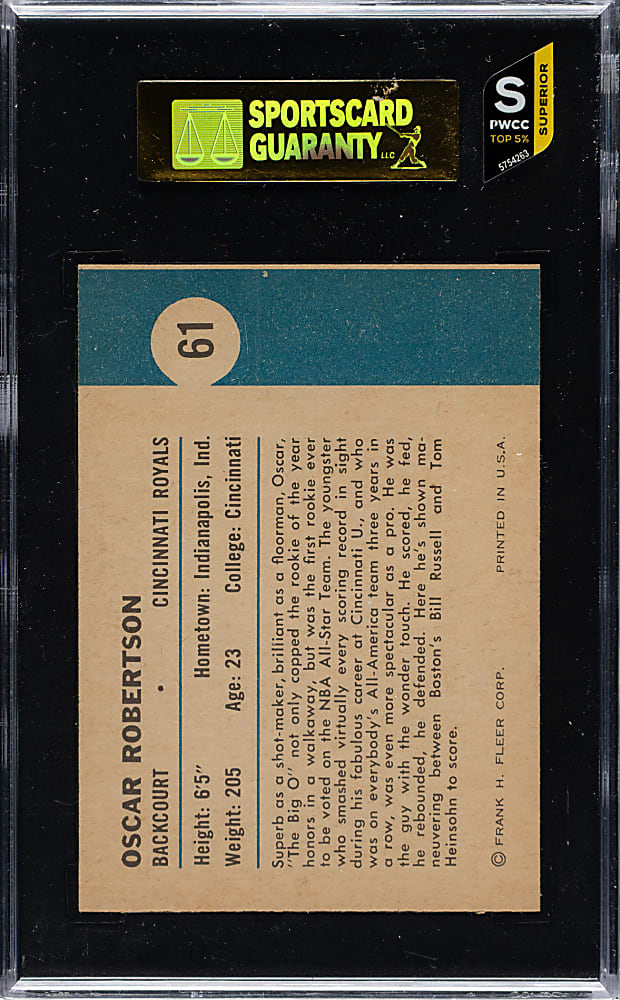 SPORTSCARD
GUARANTY LLC
S
PWCC
TOP 5%
SUPERIOR
5754263
61
OSCAR ROBERTSON
BACKCOURT • CINCINNATI ROYALS
Height: 6'5" Hometown: Indianapolis, Ind.
Weight: 205 Age: 23 College: Cincinnati
Superb as a shot-maker, brilliant as a floorman, Oscar,
"The Big O" not only copped the rookie of the year
honors in a walkaway, but was the first rookie ever
to be voted on the NBA All-Star Team. The youngster
who smashed virtually every scoring record in sight
during his fabulous career at Cincinnati U., and who
was on everybody's All-America team three years in
a row, was even more spectacular as a pro. He was
the guy with the wonder touch. He scored, he fed,
he rebounded, he defended. Here he's shown ma-
neuvering between Boston's Bill Russell and Tom
Heinsohn to score.
© FRANK H. FLEER CORP. PRINTED IN U.S.A.